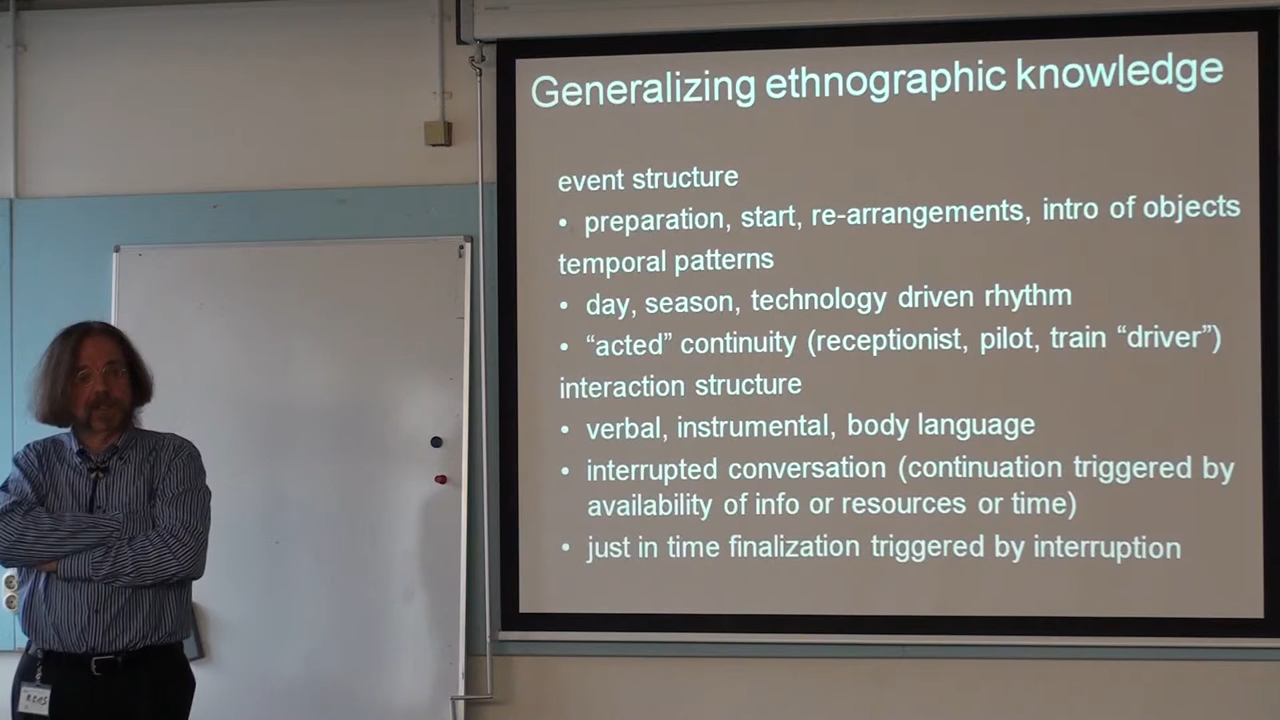 Generalizing ethnographic knowledge
event structure
• preparation, start, re-arrangements, intro of objects
temporal patterns
• day, season, technology driven rhythm
• “acted” continuity (receptionist, pilot, train “driver”)
interaction structure
• verbal, instrumental, body language
• interrupted conversation (continuation triggered by
availability of info or resources or time)
• just in time finalization triggered by interruption